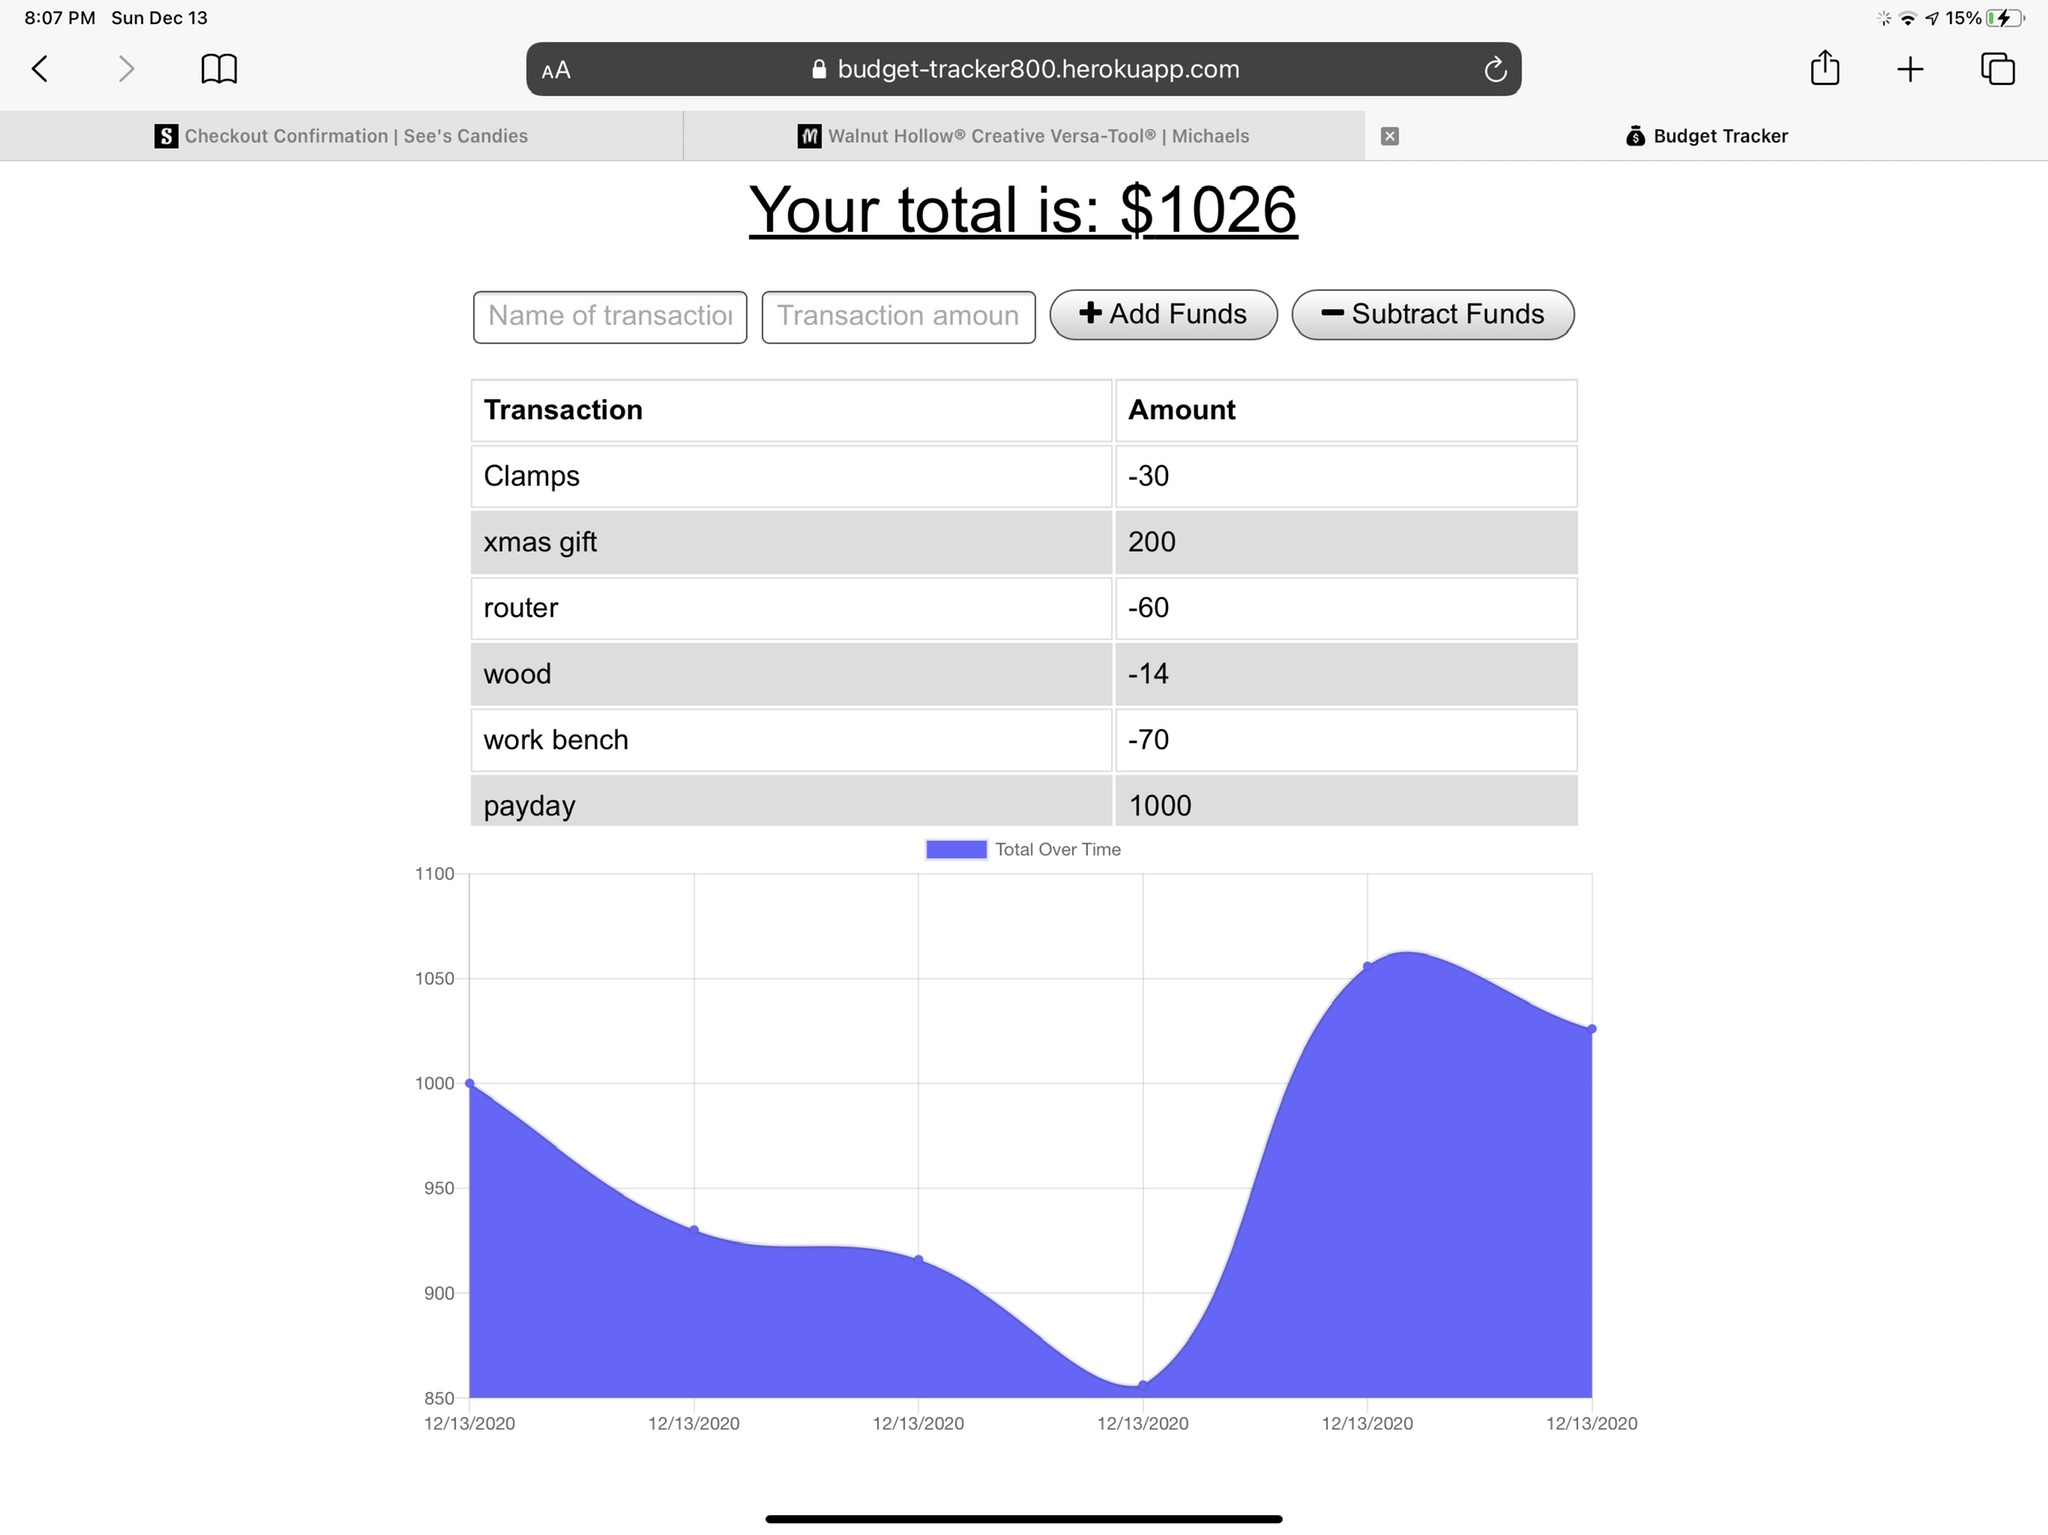 8:07 PM Sun Dec 13 15%
AA budget-tracker800.herokuapp.com
Checkout Confirmation | See's Candies Walnut Hollow® Creative Versa-Tool® | Michaels Budget Tracker
Your total is: $1026
Name of transaction Transaction amoun + Add Funds − Subtract Funds
Transaction Amount
Clamps -30
xmas gift 200
router -60
wood -14
work bench -70
payday 1000
Total Over Time
1100
1050
1000
950
900
850
12/13/2020 12/13/2020 12/13/2020 12/13/2020 12/13/2020 12/13/2020